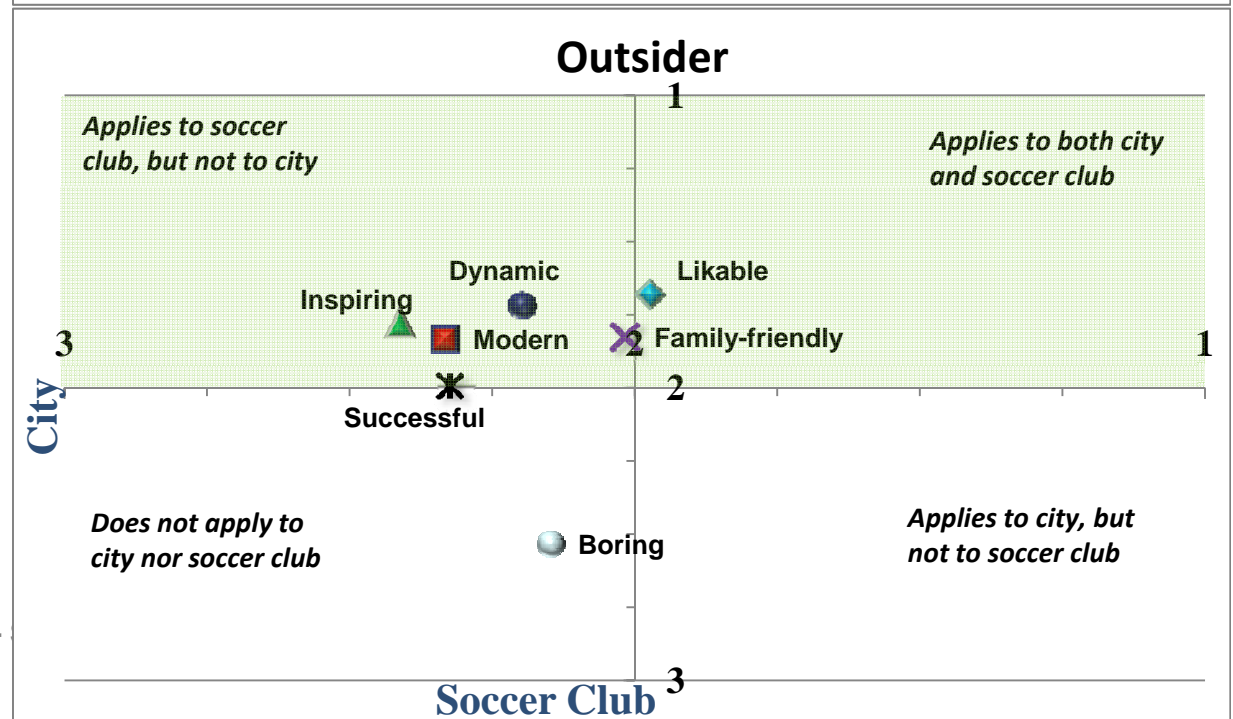 Outsider
1
Applies to soccer
club, but not to city
Applies to both city
and soccer club
Dynamic
Likable
Inspiring
3
Modern
2
Family-friendly
1
2
City
Successful
Does not apply to
city nor soccer club
Applies to city, but
not to soccer club
Boring
3
Soccer Club